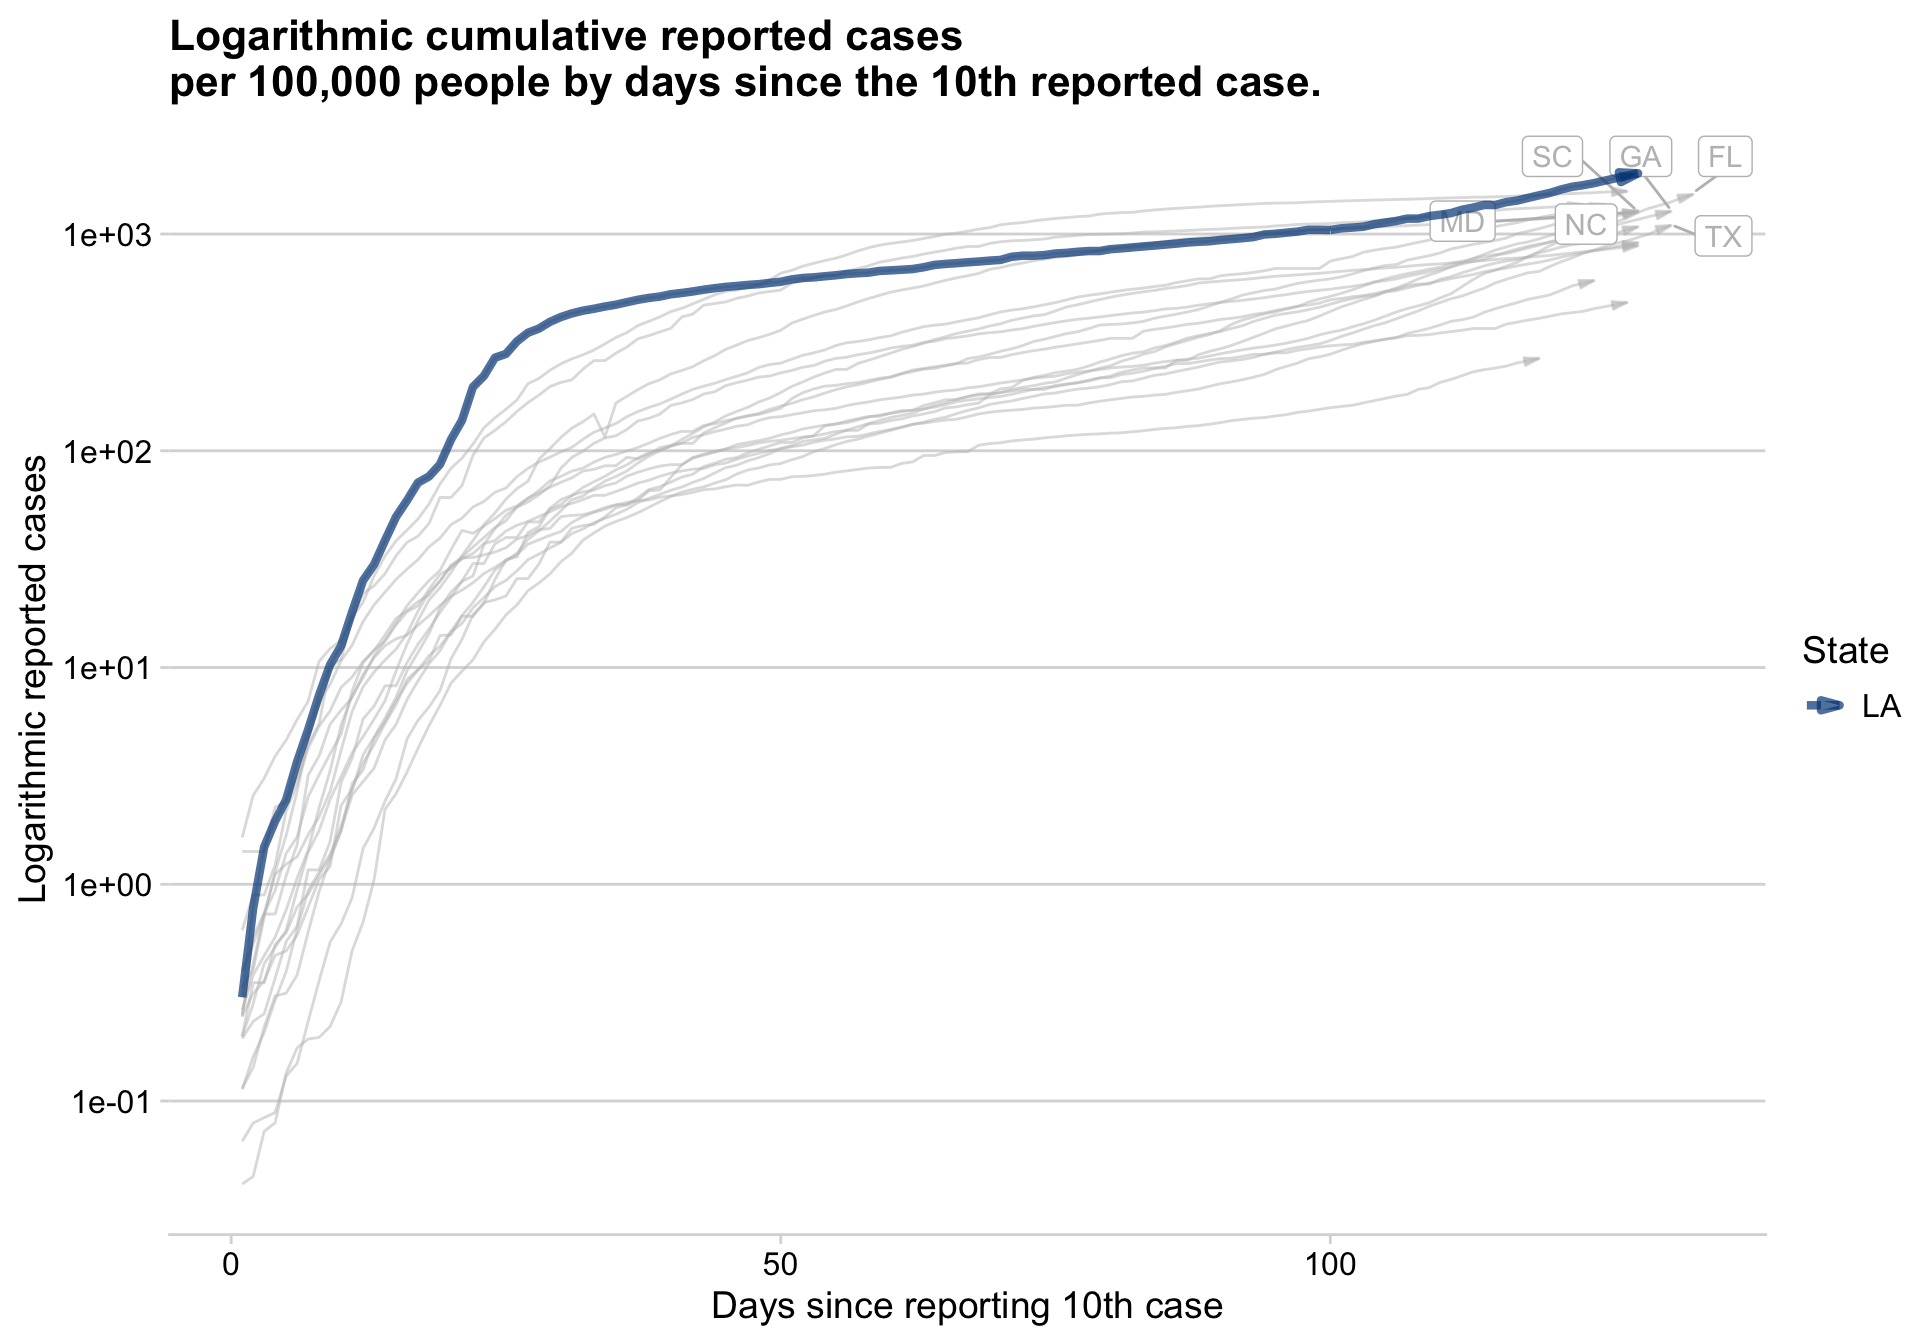 Logarithmic cumulative reported cases
per 100,000 people by days since the 10th reported case.
SC
GA
FL
MD
NC
TX
1e+03
1e+02
1e+01
1e+00
1e-01
Logarithmic reported cases
State
LA
0
50
100
Days since reporting 10th case